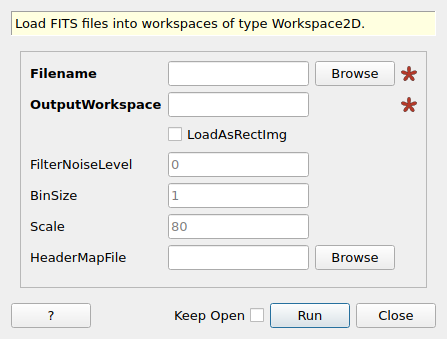 Load FITS files into workspaces of type Workspace2D.
Filename Browse *
OutputWorkspace *
LoadAsRectImg
FilterNoiseLevel 0
BinSize 1
Scale 80
HeaderMapFile Browse
? Keep Open Run Close